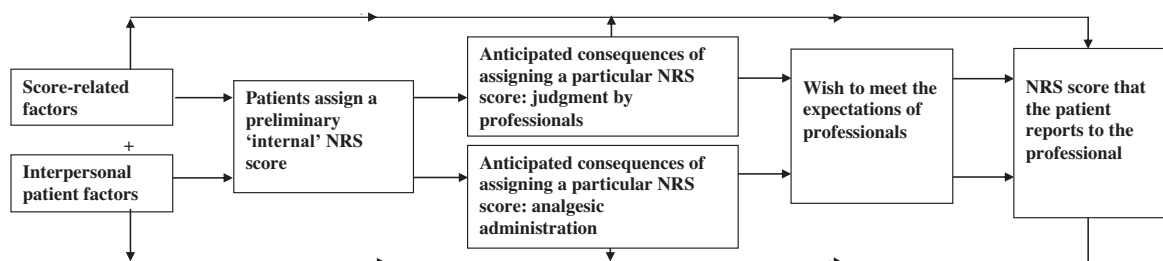 Score-related
factors
+
Interpersonal
patient factors
Patients assign a
preliminary
‘internal’ NRS
score
Anticipated consequences of
assigning a particular NRS
score: judgment by
professionals
Anticipated consequences of
assigning a particular NRS
score: analgesic
administration
Wish to meet the
expectations of
professionals
NRS score that
the patient
reports to the
professional